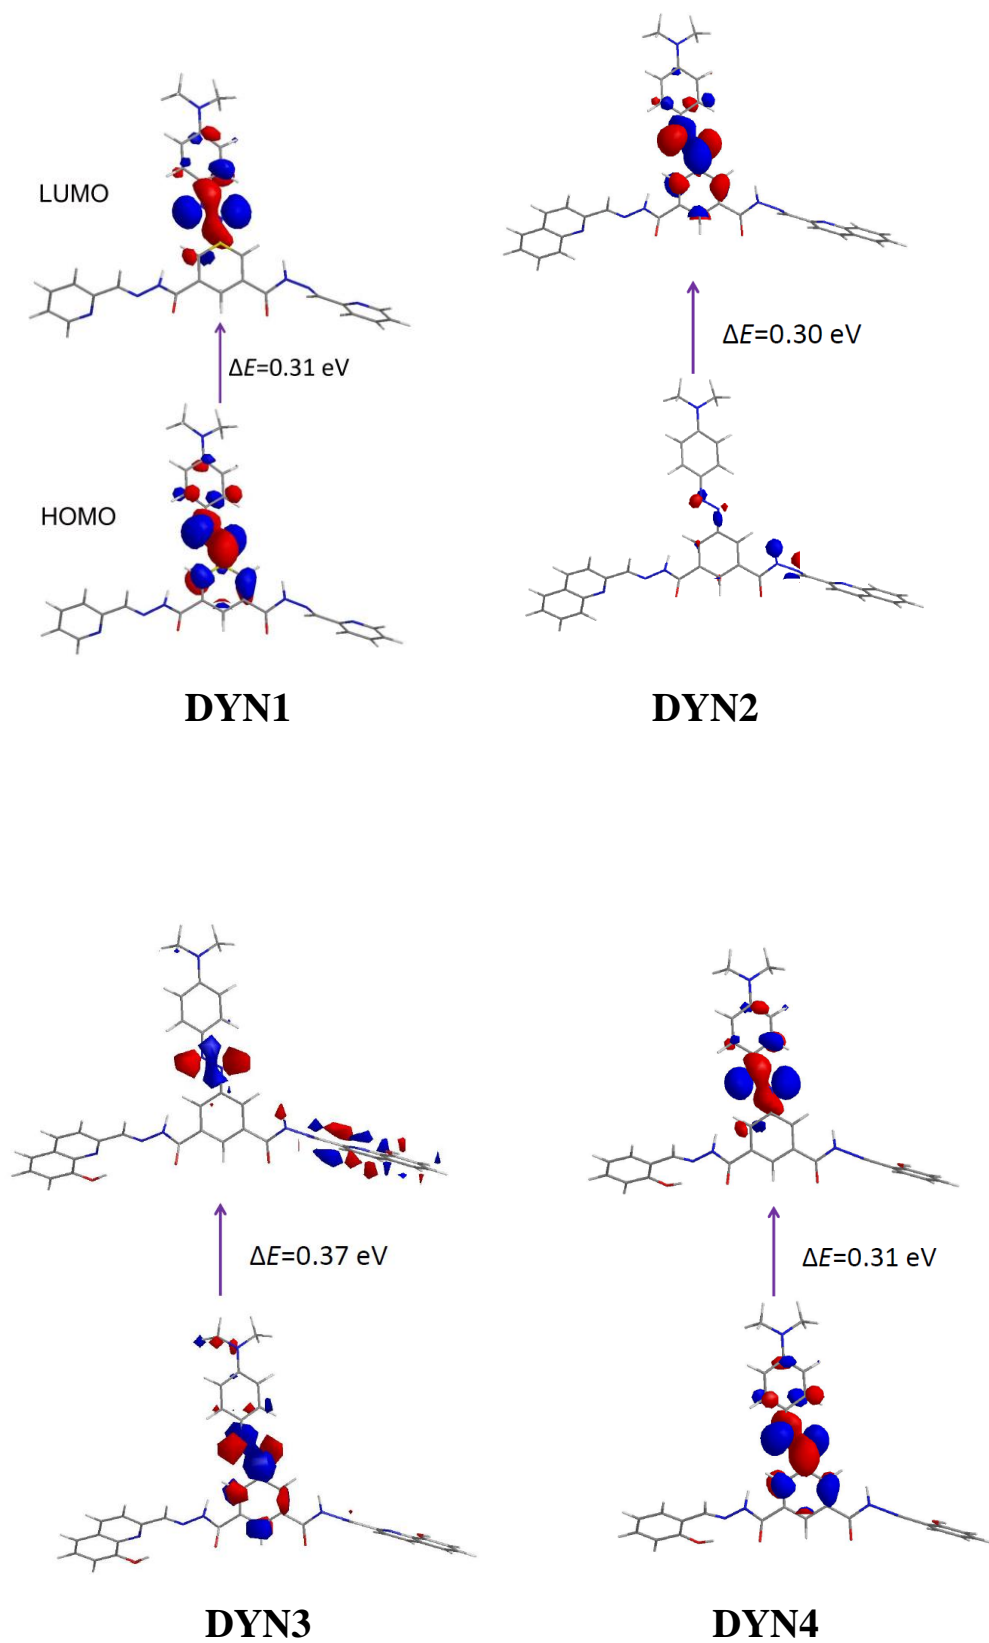 LUMO
ΔE=0.31 eV
HOMO
DYN1
ΔE=0.30 eV
DYN2
ΔE=0.37 eV
DYN3
ΔE=0.31 eV
DYN4